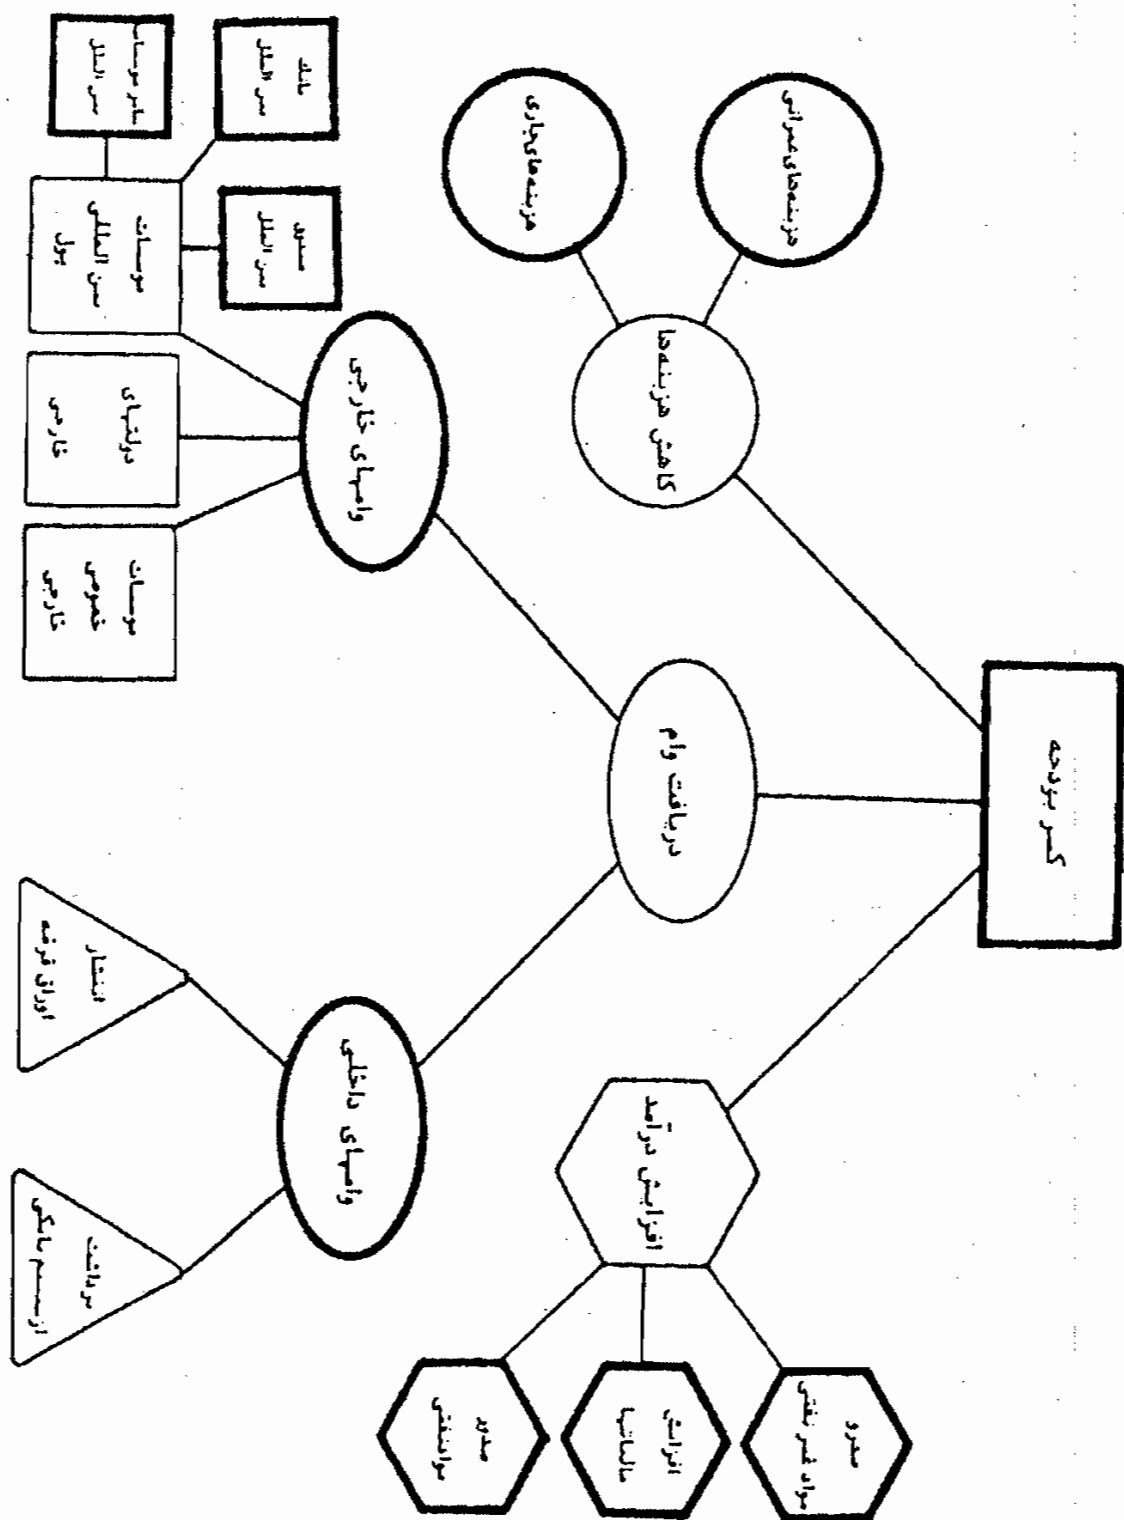 کسر بودجه
افزایش درآمد
صدور
مواد غیر نفتی
افزایش
مالیاتها
صدور
مواد نفتی
دریافت وام
وامهای داخلی
برداشت
از سیستم بانکی
انتشار
اوراق قرضه
وامهای خارجی
موسسات
خصوصی
خارجی
دولتهای
خارجی
موسسات
بین المللی
پول
صندوق
بین الملل
بانک
بین الملل
سایر موسسات
بین الملل
کاهش هزینه‌ها
هزینه‌های عمرانی
هزینه‌های جاری